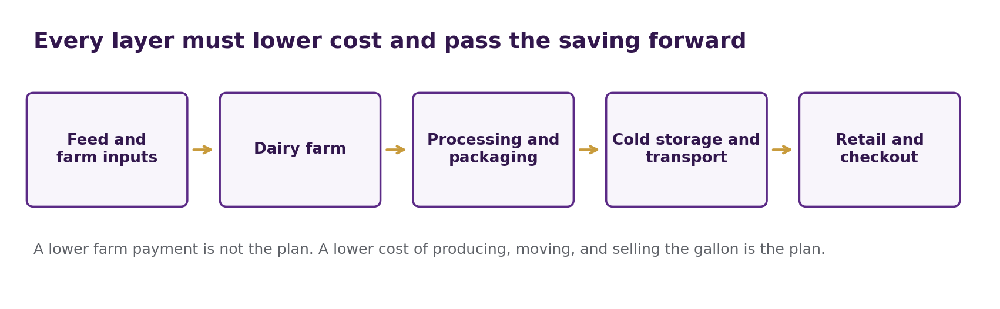 Every layer must lower cost and pass the saving forward
Feed and
farm inputs
Dairy farm
Processing and
packaging
Cold storage and
transport
Retail and
checkout
A lower farm payment is not the plan. A lower cost of producing, moving, and selling the gallon is the plan.